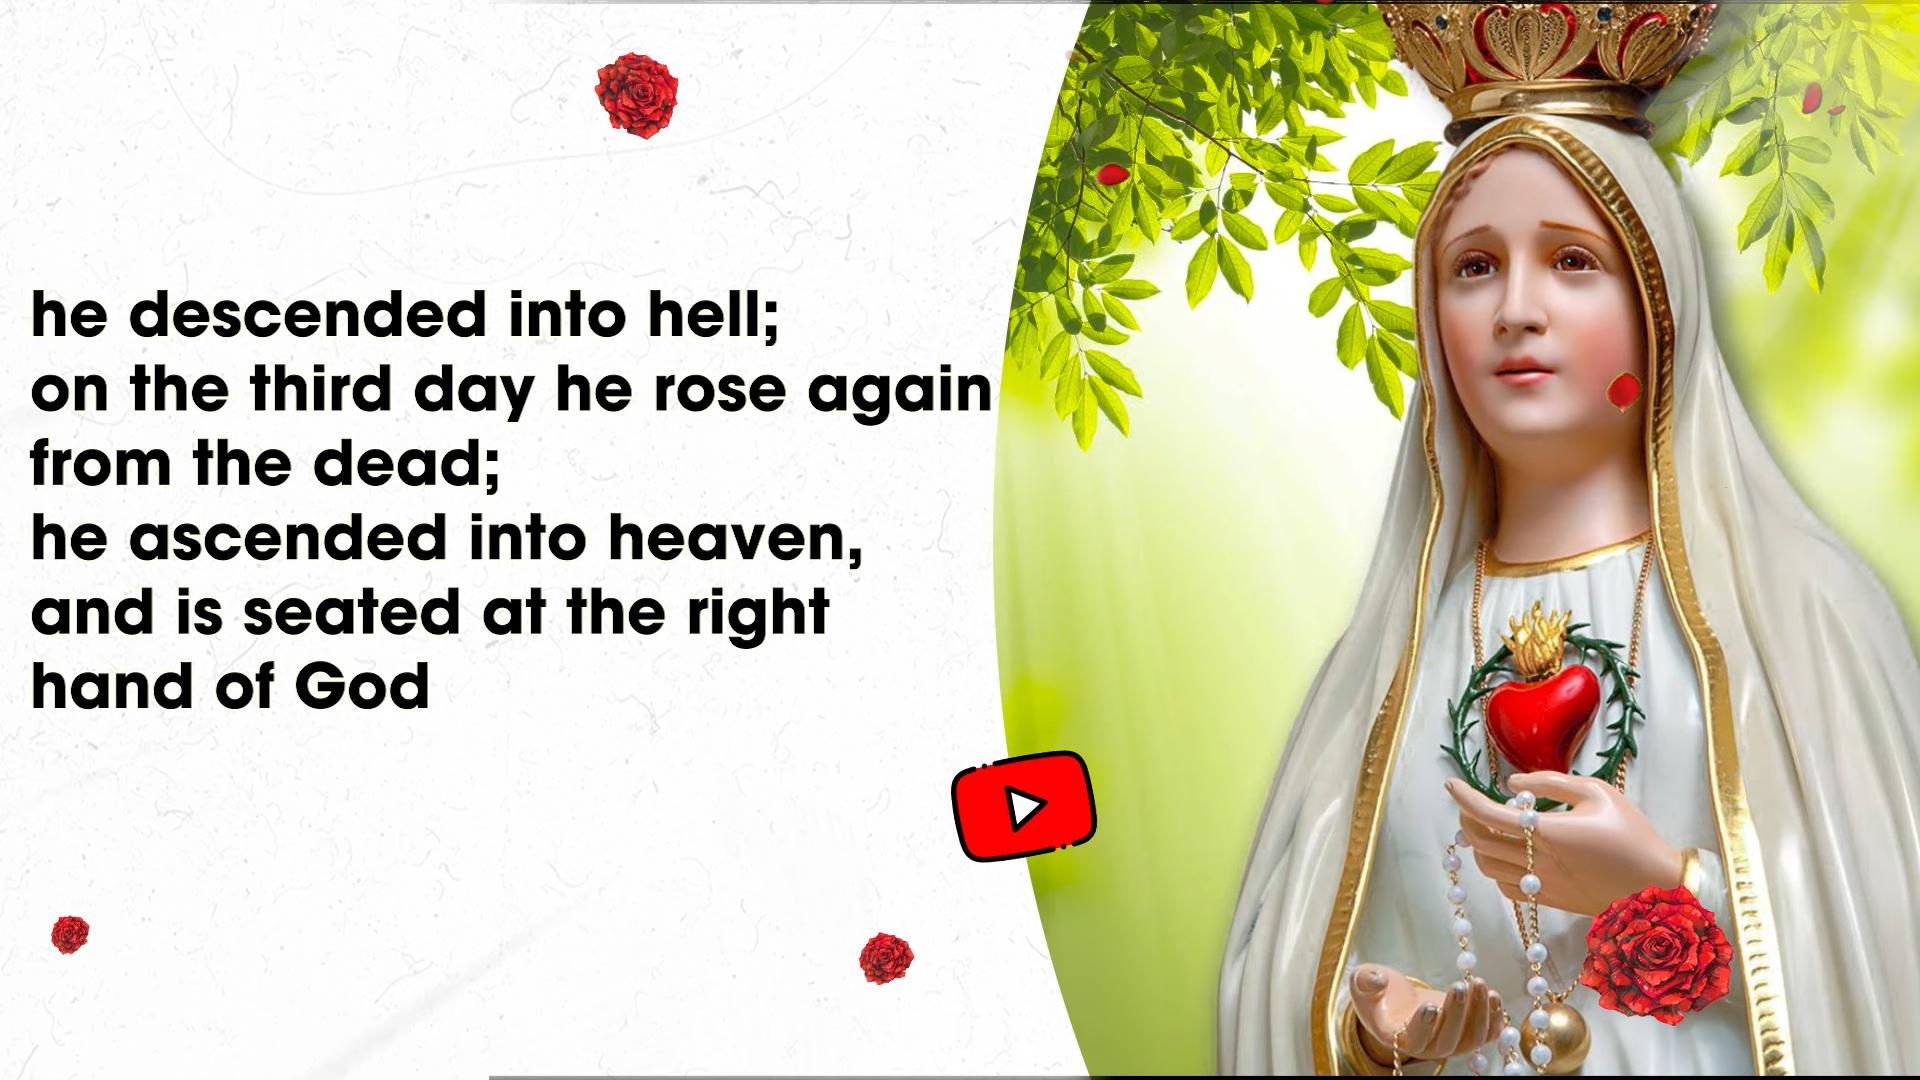 he descended into hell;
on the third day he rose again
from the dead;
he ascended into heaven,
and is seated at the right
hand of God